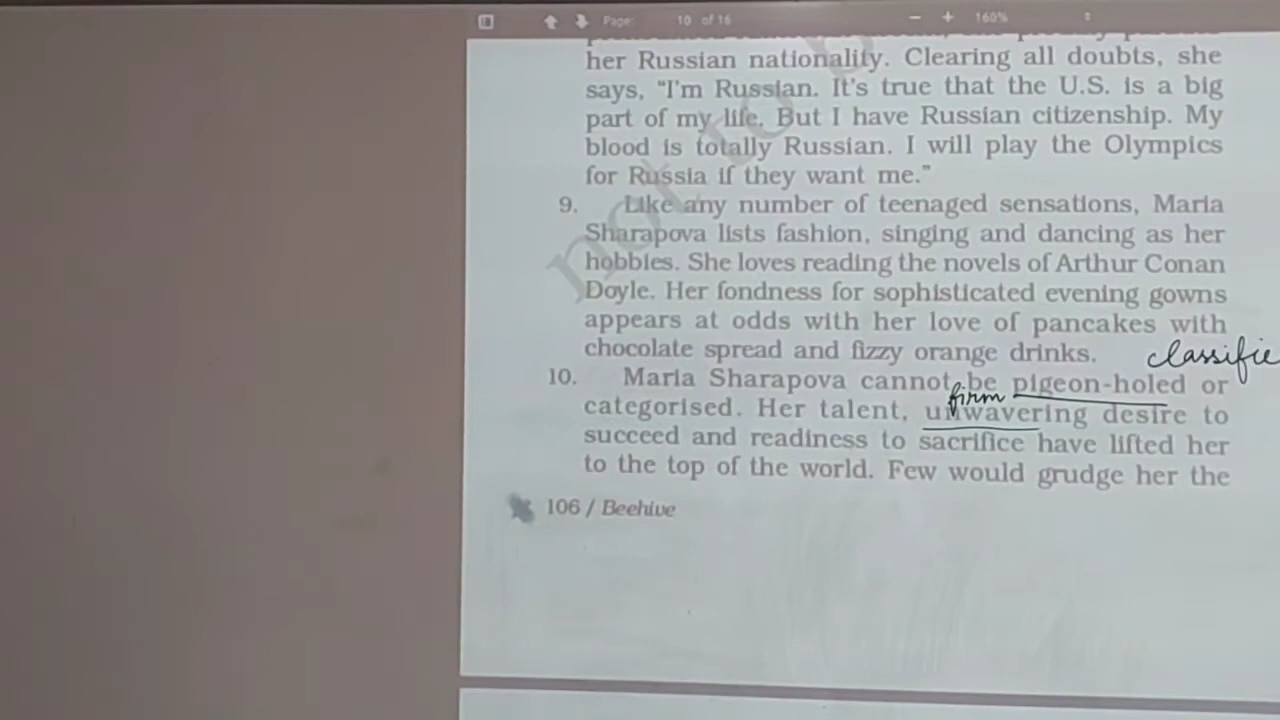 Page: 10 of 16 160%
her Russian nationality. Clearing all doubts, she
says, “I'm Russian. It's true that the U.S. is a big
part of my life. But I have Russian citizenship. My
blood is totally Russian. I will play the Olympics
for Russia if they want me.”
9. Like any number of teenaged sensations, Maria
Sharapova lists fashion, singing and dancing as her
hobbies. She loves reading the novels of Arthur Conan
Doyle. Her fondness for sophisticated evening gowns
appears at odds with her love of pancakes with
chocolate spread and fizzy orange drinks.
classifie
10. Maria Sharapova cannot be pigeon-holed or
firm
categorised. Her talent, unwavering desire to
succeed and readiness to sacrifice have lifted her
to the top of the world. Few would grudge her the
106 / Beehive
not to b